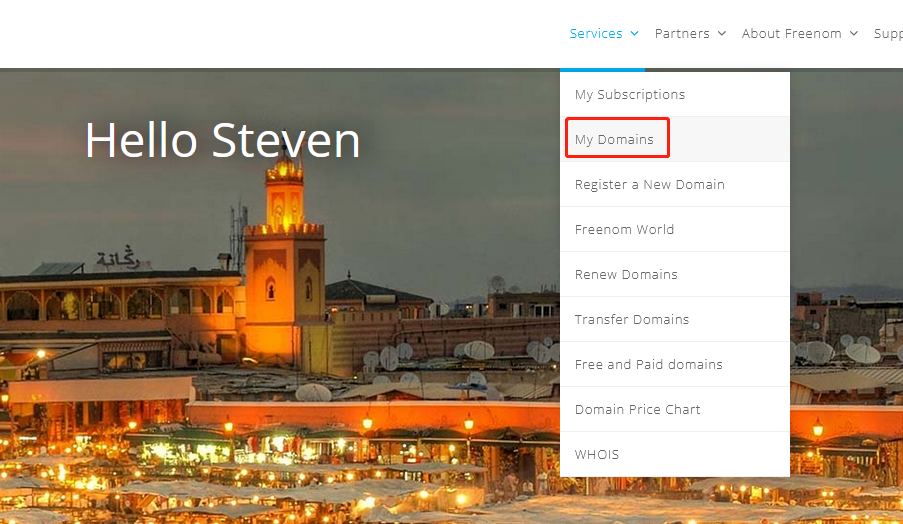 Services
Partners
About Freenom
Supp
Hello Steven
My Subscriptions
My Domains
Register a New Domain
Freenom World
Renew Domains
Transfer Domains
Free and Paid domains
Domain Price Chart
WHOIS